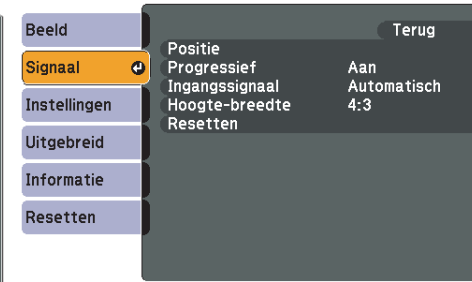 Beeld
Signaal
Instellingen
Uitgebreid
Informatie
Resetten
Terug
Positie
Progressief Aan
Ingangssignaal Automatisch
Hoogte-breedte 4:3
Resetten